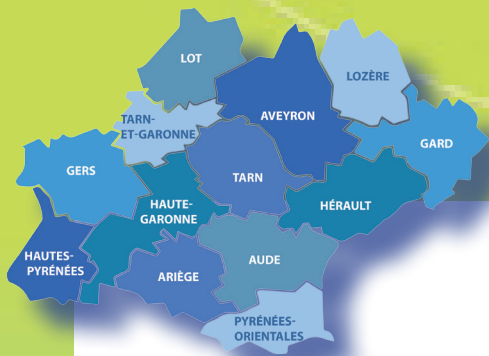 LOT
LOZÈRE
TARN-
ET-GARONNE
AVEYRON
GARD
GERS
TARN
HAUTE-
GARONNE
HÉRAULT
HAUTES-
PYRÉNÉES
ARIÈGE
AUDE
PYRÉNÉES-
ORIENTALES